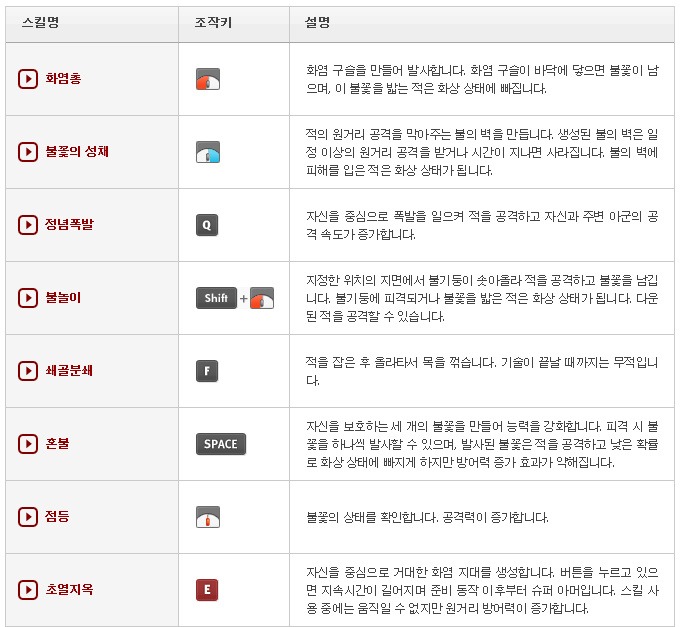 스킬명 조작키 설명
화염총
화염 구슬을 만들어 발사합니다. 화염 구슬이 바닥에 닿으면 불꽃이 남
으며, 이 불꽃을 밟는 적은 화상 상태에 빠집니다.
불꽃의 성채
적의 원거리 공격을 막아주는 불의 벽을 만듭니다. 생성된 불의 벽은 일
정 이상의 원거리 공격을 받거나 시간이 지나면 사라집니다. 불의 벽에
피해를 입은 적은 화상 상태가 됩니다.
정념폭발 Q
자신을 중심으로 폭발을 일으켜 적을 공격하고 자신과 주변 아군의 공
격 속도가 증가합니다.
불놀이 Shift +
지정한 위치의 지면에서 불기둥이 솟아올라 적을 공격하고 불꽃을 남깁
니다. 불기둥에 피격되거나 불꽃을 밟은 적은 화상 상태가 됩니다. 다운
된 적을 공격할 수 있습니다.
쇄골분쇄 F
적을 잡은 후 올라타서 목을 꺾습니다. 기술이 끝날 때까지는 무적입니
다.
혼불 SPACE
자신을 보호하는 세 개의 불꽃을 만들어 능력을 강화합니다. 피격 시 불
꽃을 하나씩 발사할 수 있으며, 발사된 불꽃은 적을 공격하고 낮은 확률
로 화상 상태에 빠지게 하지만 방어력 증가 효과가 약해집니다.
점등
불꽃의 상태를 확인합니다. 공격력이 증가합니다.
초열지옥 E
자신을 중심으로 거대한 화염 지대를 생성합니다. 버튼을 누르고 있으
면 지속시간이 길어지며 준비 동작 이후부터 슈퍼 아머입니다. 스킬 사
용 중에는 움직일 수 없지만 원거리 방어력이 증가합니다.